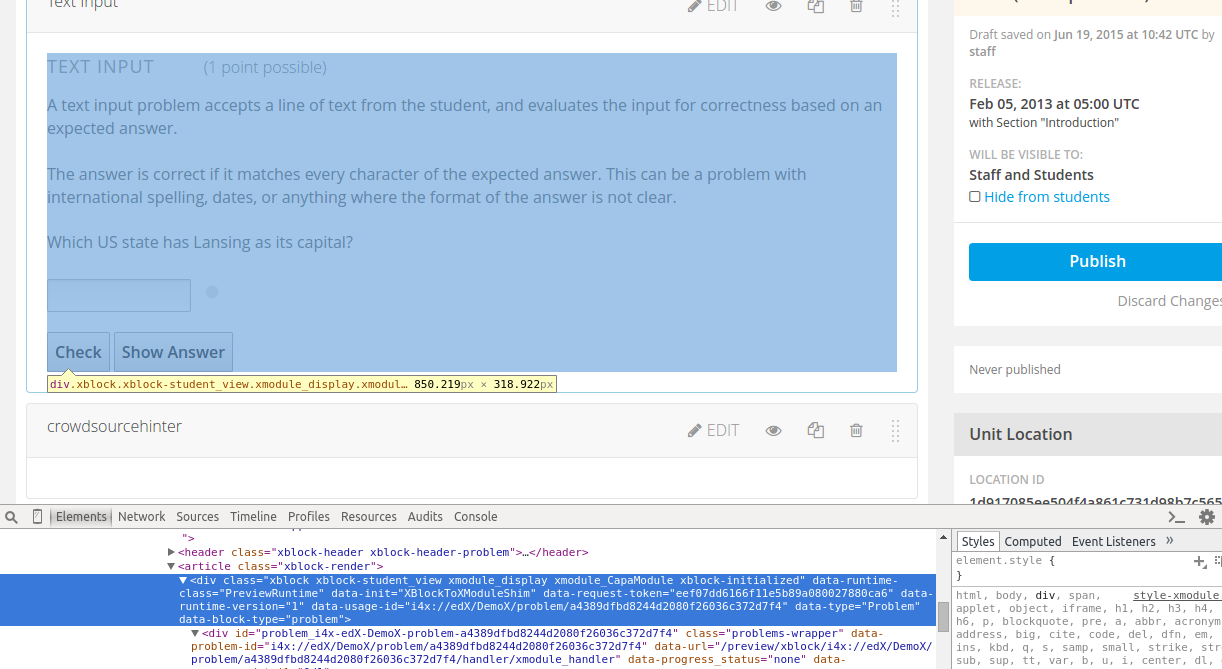 Text Input
EDIT
TEXT INPUT (1 point possible)
A text input problem accepts a line of text from the student, and evaluates the input for correctness based on an
expected answer.
The answer is correct if it matches every character of the expected answer. This can be a problem with
international spelling, dates, or anything where the format of the answer is not clear.
Which US state has Lansing as its capital?
Check Show Answer
div.xblock.xblock-student_view.xmodule_display.xmodul… 850.219px × 318.922px
crowdsourcehinter
EDIT
Draft saved on Jun 19, 2015 at 10:42 UTC by
staff
RELEASE:
Feb 05, 2013 at 05:00 UTC
with Section "Introduction"
WILL BE VISIBLE TO:
Staff and Students
Hide from students
Publish
Discard Changes
Never published
Unit Location
LOCATION ID
1d917085ee504f4a861c731d98b7c565
Elements Network Sources Timeline Profiles Resources Audits Console
">
<header class="xblock-header xblock-header-problem">…</header>
<article class="xblock-render">
<div class="xblock xblock-student_view xmodule_display xmodule_CapaModule xblock-initialized" data-runtime-
class="PreviewRuntime" data-init="XBlockToXModuleShim" data-request-token="eef07dd6166f11e5b89a080027880ca6" data-
runtime-version="1" data-usage-id="i4x://edX/DemoX/problem/a4389dfbd8244d2080f26036c372d7f4" data-type="Problem"
data-block-type="problem">
<div id="problem_i4x-edX-DemoX-problem-a4389dfbd8244d2080f26036c372d7f4" class="problems-wrapper" data-
problem-id="i4x://edX/DemoX/problem/a4389dfbd8244d2080f26036c372d7f4" data-url="/preview/xblock/i4x://edX/DemoX/
problem/a4389dfbd8244d2080f26036c372d7f4/handler/xmodule_handler" data-progress_status="none" data-
Styles Computed Event Listeners »
element.style {
}
html, body, div, span, style-xmodule
applet, object, iframe, h1, h2, h3, h4,
h6, p, blockquote, pre, a, abbr, acronym
address, big, cite, code, del, dfn, em,
ins, kbd, q, s, samp, small, strike, str
sub, sup, tt, var, b, u, i, center, dl,